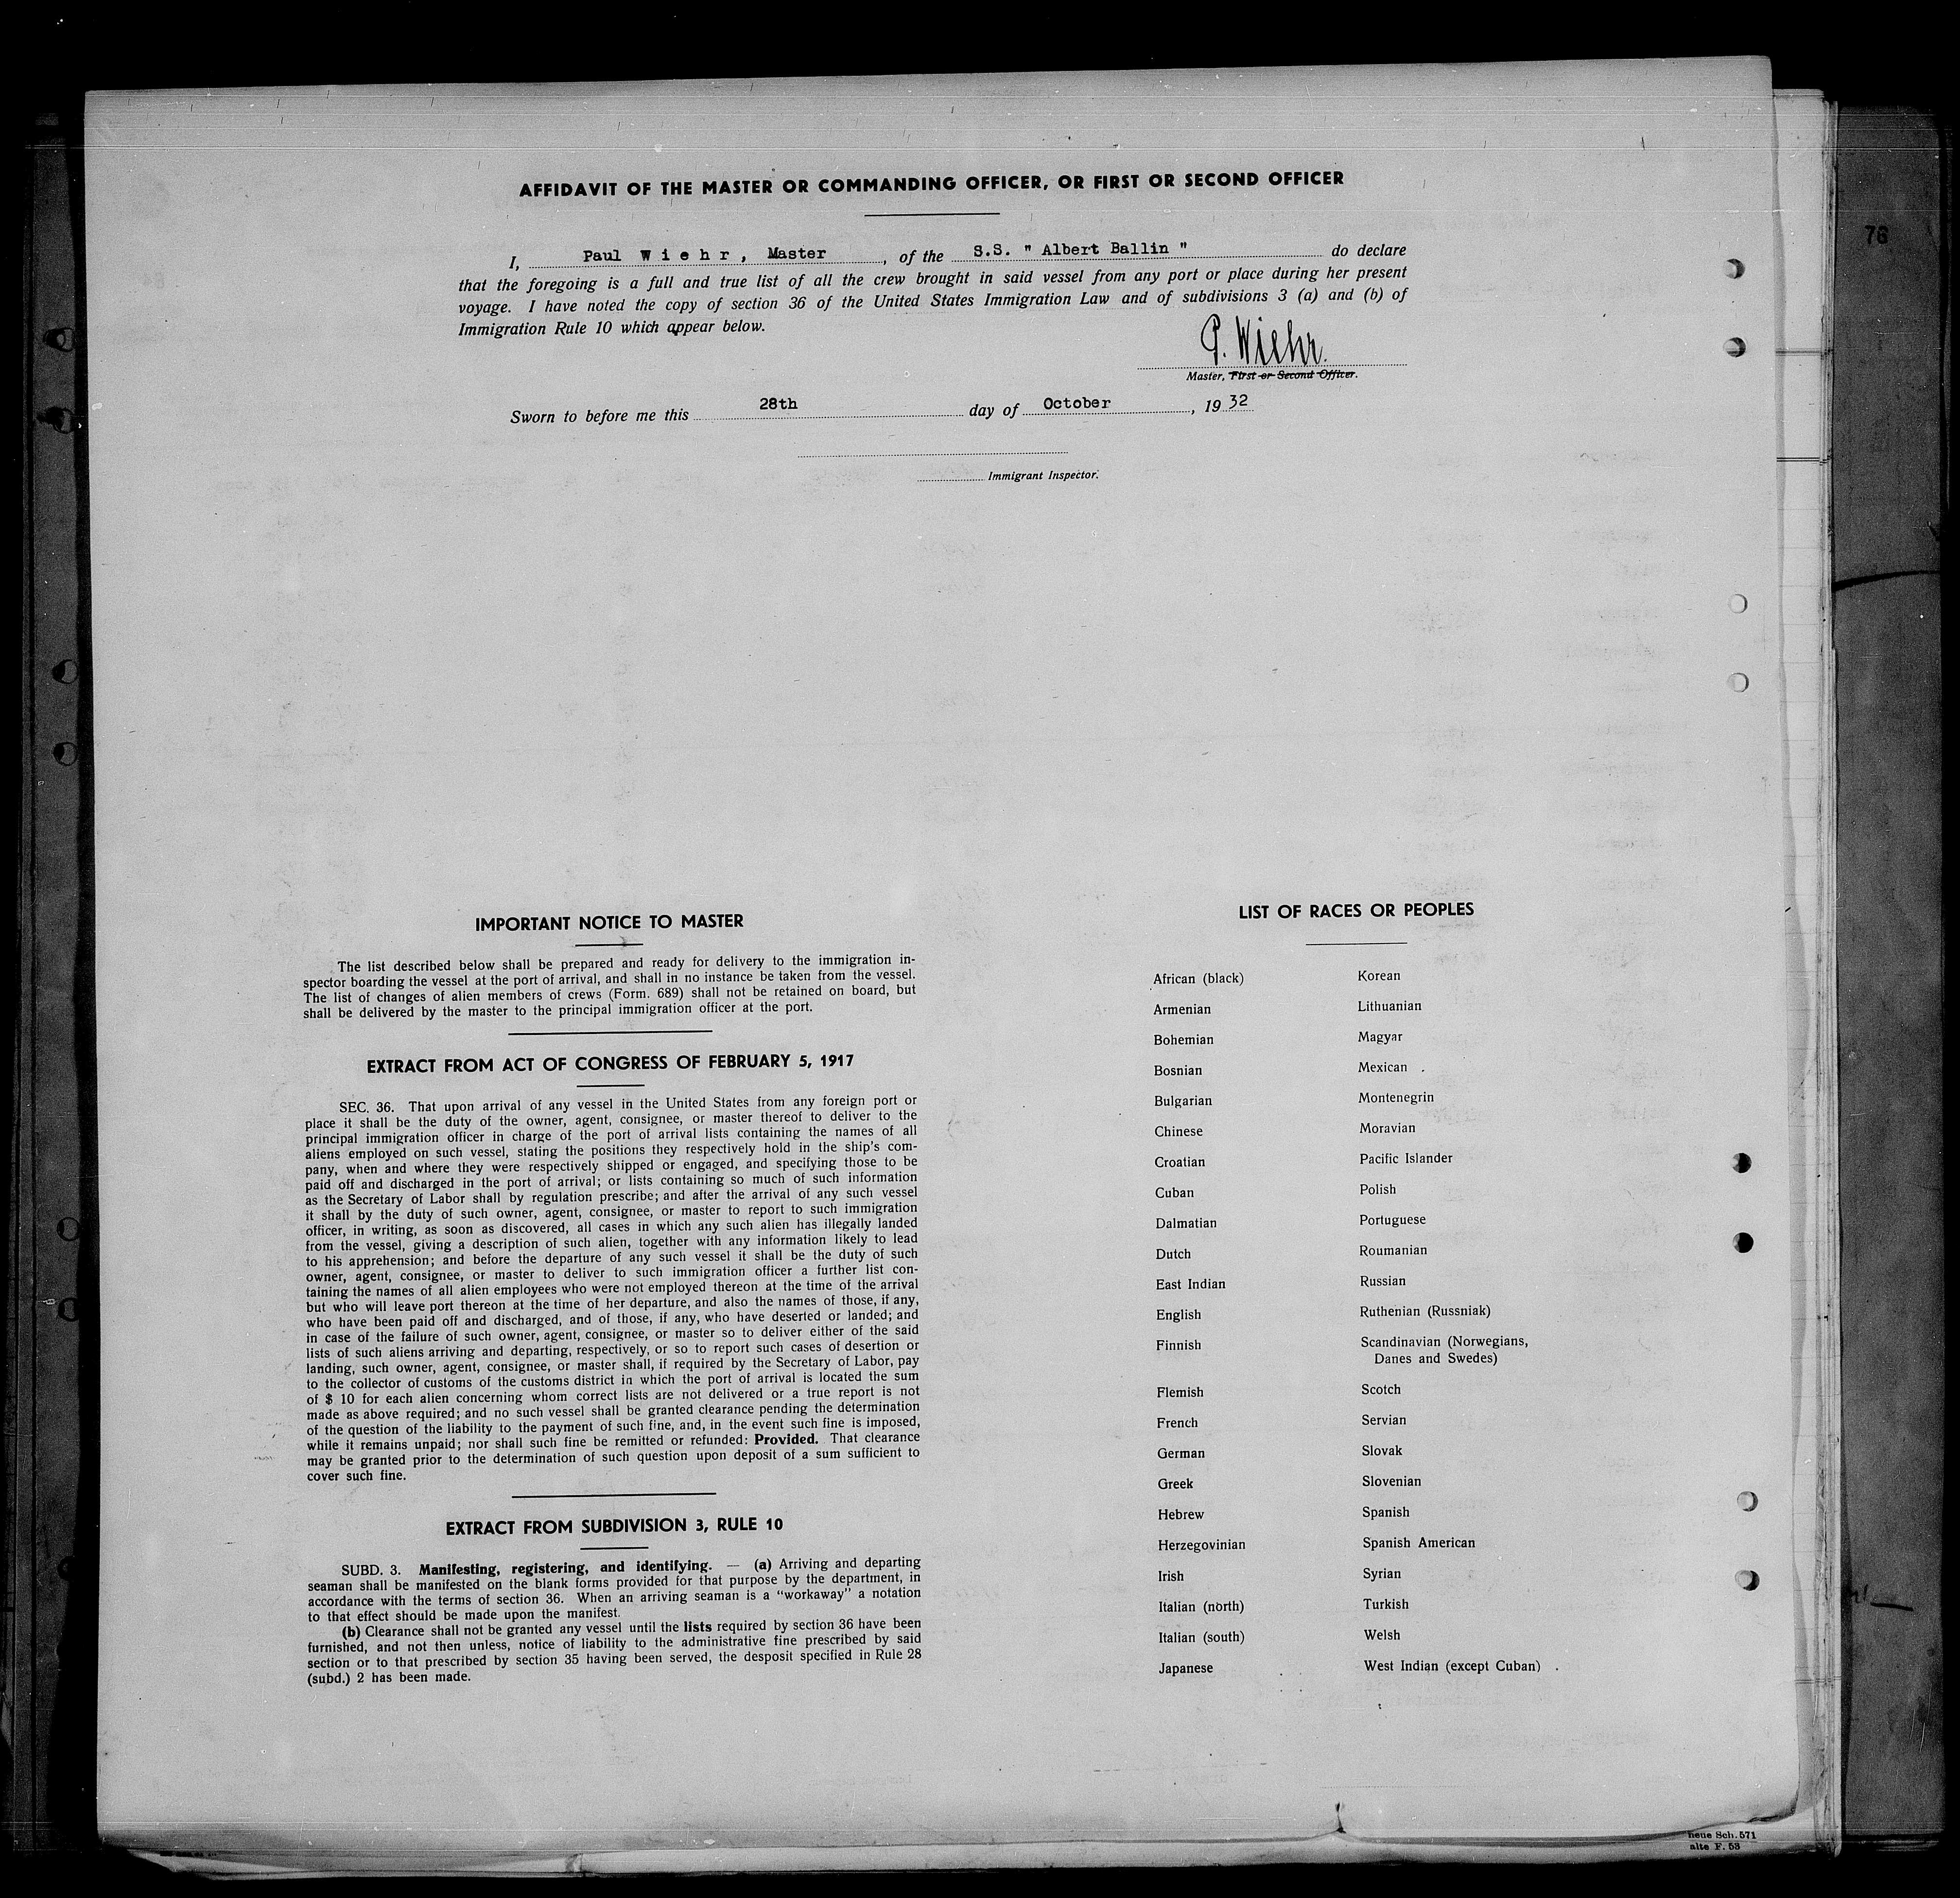 AFFIDAVIT OF THE MASTER OR COMMANDING OFFICER, OR FIRST OR SECOND OFFICER
I, Paul Wiehr, Master, of the S.S. " Albert Ballin " do declare
that the foregoing is a full and true list of all the crew brought in said vessel from any port or place during her present
voyage. I have noted the copy of section 36 of the United States Immigration Law and of subdivisions 3 (a) and (b) of
Immigration Rule 10 which appear below.
P. Wiehr.
Master, First or Second Officer.
Sworn to before me this 28th day of October, 19 32
Immigrant Inspector.
76
IMPORTANT NOTICE TO MASTER
The list described below shall be prepared and ready for delivery to the immigration in-
spector boarding the vessel at the port of arrival, and shall in no instance be taken from the vessel.
The list of changes of alien members of crews (Form. 689) shall not be retained on board, but
shall be delivered by the master to the principal immigration officer at the port.
EXTRACT FROM ACT OF CONGRESS OF FEBRUARY 5, 1917
SEC. 36. That upon arrival of any vessel in the United States from any foreign port or
place it shall be the duty of the owner, agent, consignee, or master thereof to deliver to the
principal immigration officer in charge of the port of arrival lists containing the names of all
aliens employed on such vessel, stating the positions they respectively hold in the ship's com-
pany, when and where they were respectively shipped or engaged, and specifying those to be
paid off and discharged in the port of arrival; or lists containing so much of such information
as the Secretary of Labor shall by regulation prescribe; and after the arrival of any such vessel
it shall by the duty of such owner, agent, consignee, or master to report to such immigration
officer, in writing, as soon as discovered, all cases in which any such alien has illegally landed
from the vessel, giving a description of such alien, together with any information likely to lead
to his apprehension; and before the departure of any such vessel it shall be the duty of such
owner, agent, consignee, or master to deliver to such immigration officer a further list con-
taining the names of all alien employees who were not employed thereon at the time of the arrival
but who will leave port thereon at the time of her departure, and also the names of those, if any,
who have been paid off and discharged, and of those, if any, who have deserted or landed; and
in case of the failure of such owner, agent, consignee, or master so to deliver either of the said
lists of such aliens arriving and departing, respectively, or so to report such cases of desertion or
landing, such owner, agent, consignee, or master shall, if required by the Secretary of Labor, pay
to the collector of customs of the customs district in which the port of arrival is located the sum
of $ 10 for each alien concerning whom correct lists are not delivered or a true report is not
made as above required; and no such vessel shall be granted clearance pending the determination
of the question of the liability to the payment of such fine, and, in the event such fine is imposed,
while it remains unpaid; nor shall such fine be remitted or refunded: Provided. That clearance
may be granted prior to the determination of such question upon deposit of a sum sufficient to
cover such fine.
EXTRACT FROM SUBDIVISION 3, RULE 10
SUBD. 3. Manifesting, registering, and identifying. — (a) Arriving and departing
seaman shall be manifested on the blank forms provided for that purpose by the department, in
accordance with the terms of section 36. When an arriving seaman is a "workaway" a notation
to that effect should be made upon the manifest.
(b) Clearance shall not be granted any vessel until the lists required by section 36 have been
furnished, and not then unless, notice of liability to the administrative fine prescribed by said
section or to that prescribed by section 35 having been served, the desposit specified in Rule 28
(subd.) 2 has been made.
LIST OF RACES OR PEOPLES
African (black)
Armenian
Bohemian
Bosnian
Bulgarian
Chinese
Croatian
Cuban
Dalmatian
Dutch
East Indian
English
Finnish
Flemish
French
German
Greek
Hebrew
Herzegovinian
Irish
Italian (north)
Italian (south)
Japanese
Korean
Lithuanian
Magyar
Mexican
Montenegrin
Moravian
Pacific Islander
Polish
Portuguese
Roumanian
Russian
Ruthenian (Russniak)
Scandinavian (Norwegians,
Danes and Swedes)
Scotch
Servian
Slovak
Slovenian
Spanish
Spanish American
Syrian
Turkish
Welsh
West Indian (except Cuban)
neue Sch. 571
alte F. 53